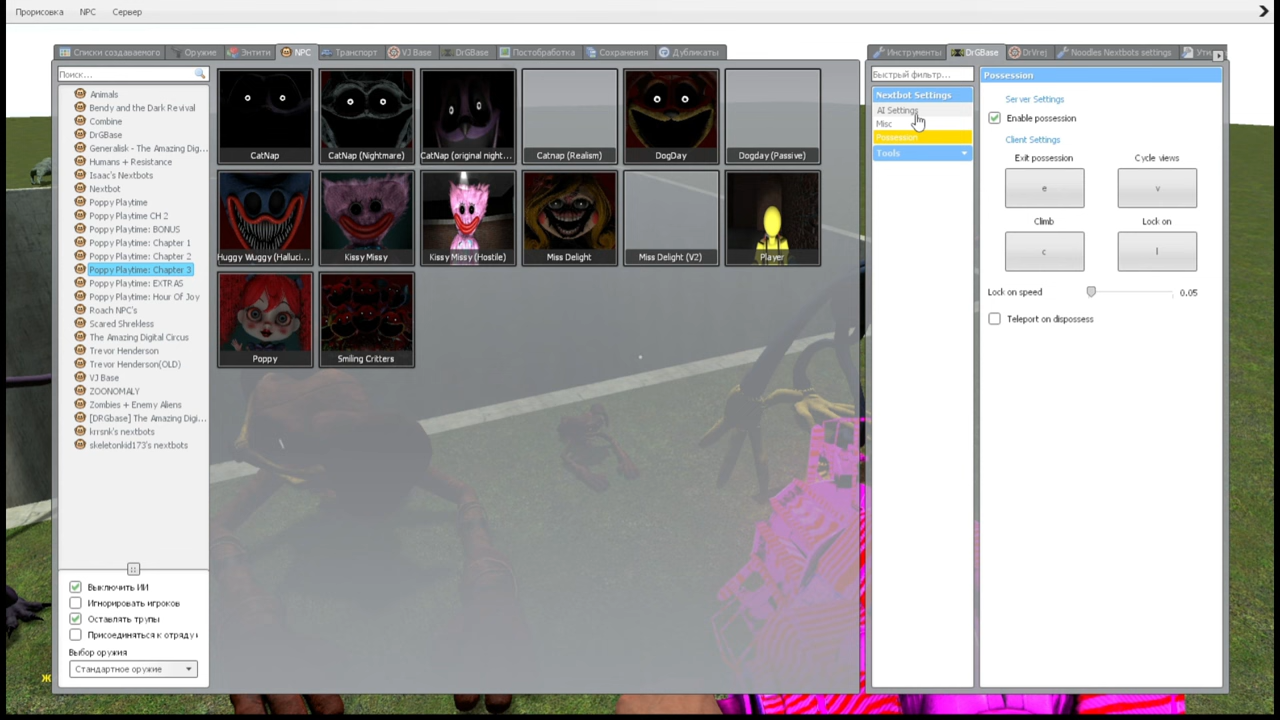 Прорисовка NPC Сервер
Списки создаваемого Оружие Энтити NPC Транспорт VJ Base DrGBase Постобработка Сохранения Дубликаты
Инструменты DrGBase DrVrej Noodles Nextbots settings Ути
Поиск...
Animals
Bendy and the Dark Revival
Combine
DrGBase
Generalisk - The Amazing Dig...
Humans + Resistance
Isaac's Nextbots
Nextbot
Poppy Playtime
Poppy Playtime CH 2
Poppy Playtime: BONUS
Poppy Playtime: Chapter 1
Poppy Playtime: Chapter 2
Poppy Playtime: Chapter 3
Poppy Playtime: EXTRAS
Poppy Playtime: Hour Of Joy
Roach NPC's
Scared Shrekless
The Amazing Digital Circus
Trevor Henderson
Trevor Henderson(OLD)
VJ Base
ZOONOMALY
Zombies + Enemy Aliens
[DRGbase] The Amazing Digi...
krrsnk's nextbots
skeletonkid173's nextbots
Выключить ИИ
Игнорировать игроков
Оставлять трупы
Присоединяться к отряду и
Выбор оружия
Стандартное оружие
CatNap CatNap (Nightmare) CatNap (original night... Catnap (Realism) DogDay Dogday (Passive)
Huggy Wuggy (Halluci... Kissy Missy Kissy Missy (Hostile) Miss Delight Miss Delight (V2) Player
Poppy Smiling Critters
Быстрый фильтр...
Nextbot Settings
AI Settings
Misc
Possession
Tools
Possession
Server Settings
Enable possession
Client Settings
Exit possession Cycle views
e v
Climb Lock on
c l
Lock on speed 0.05
Teleport on dispossess
Ж